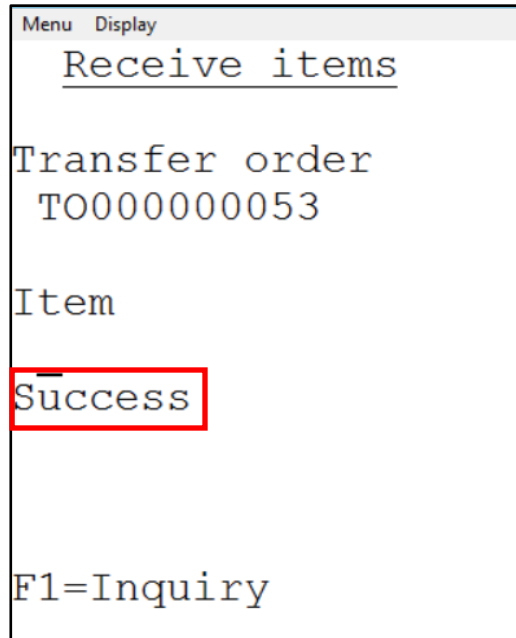 Menu Display
Receive items
Transfer order
TO000000053
Item
Success
F1=Inquiry